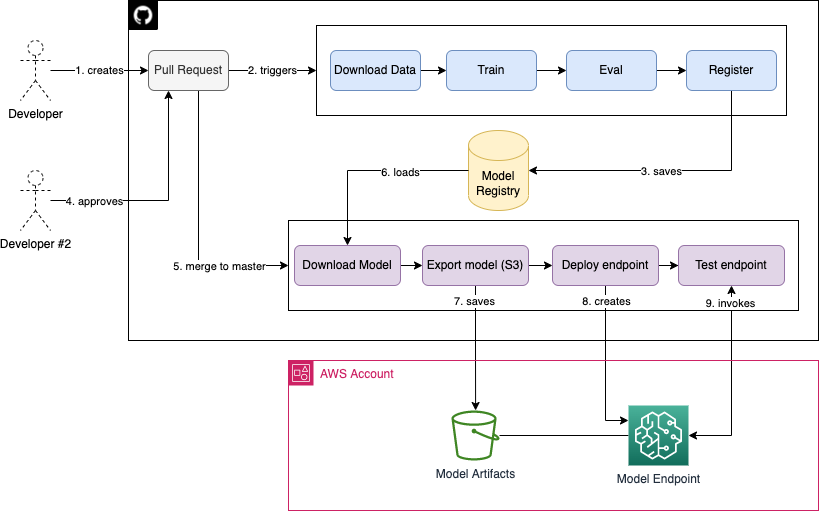 1. creates
Pull Request
2. triggers
Download Data
Train
Eval
Register
Developer
Model
Registry
3. saves
6. loads
4. approves
Developer #2
5. merge to master
Download Model
Export model (S3)
Deploy endpoint
Test endpoint
7. saves
8. creates
9. invokes
AWS Account
Model Artifacts
Model Endpoint